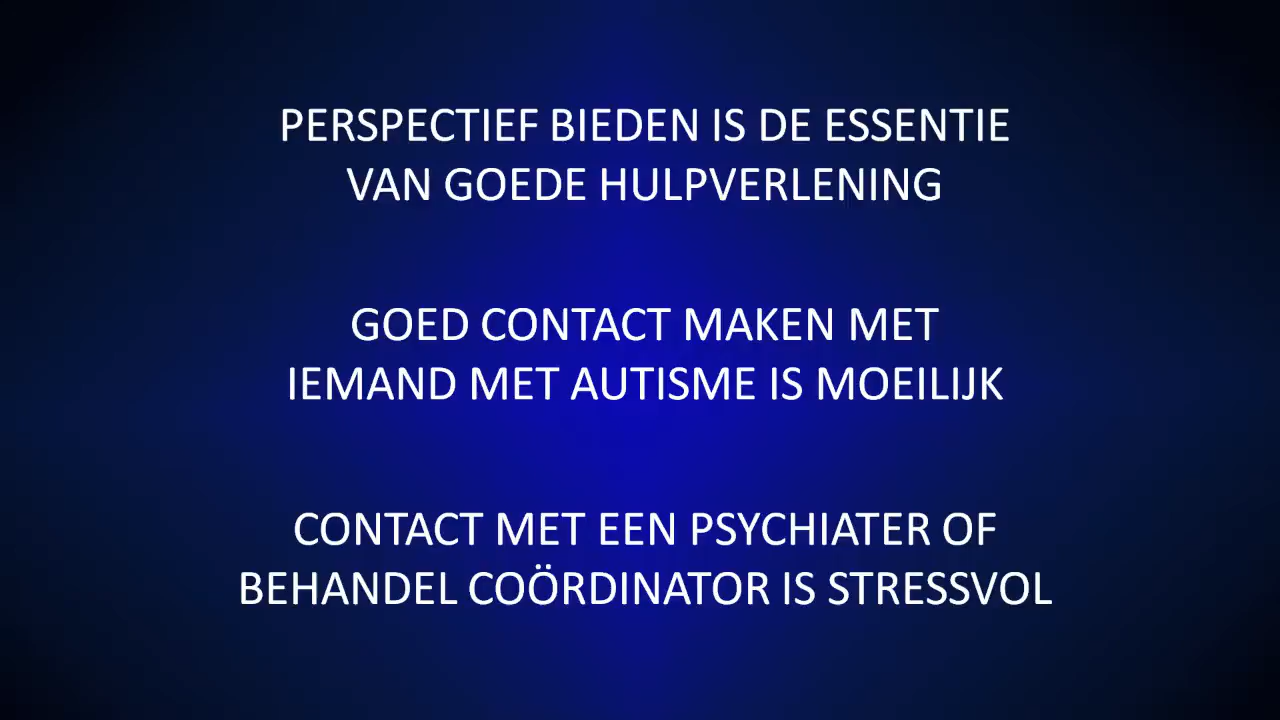 PERSPECTIEF BIEDEN IS DE ESSENTIE
VAN GOEDE HULPVERLENING
GOED CONTACT MAKEN MET
IEMAND MET AUTISME IS MOEILIJK
CONTACT MET EEN PSYCHIATER OF
BEHANDEL COÖRDINATOR IS STRESSVOL